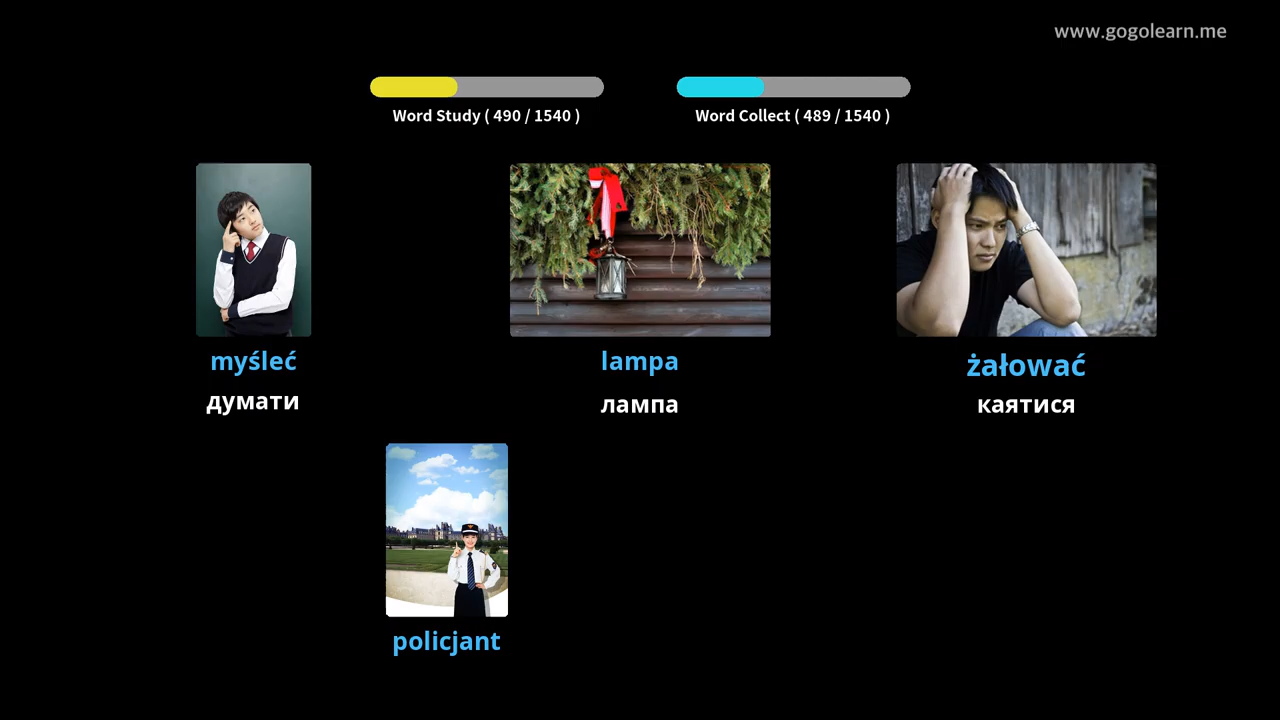 www.gogolearn.me
Word Study ( 490 / 1540 )
Word Collect ( 489 / 1540 )
myśleć
думати
lampa
лампа
żałować
каятися
policjant